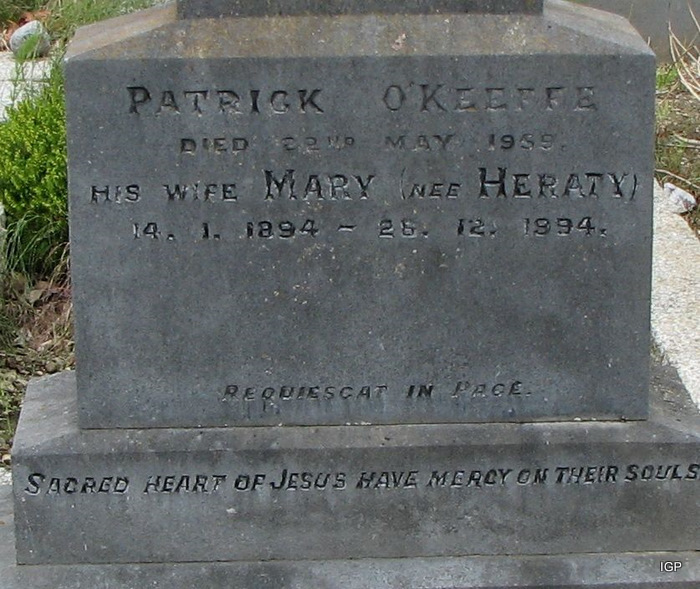 PATRICK O'KEEFFE
DIED 22ND MAY 1959.
HIS WIFE MARY (NEE HERATY)
14. 1. 1894 – 28. 12. 1994.
REQUIESCAT IN PACE.
SACRED HEART OF JESUS HAVE MERCY ON THEIR SOULS
IGP